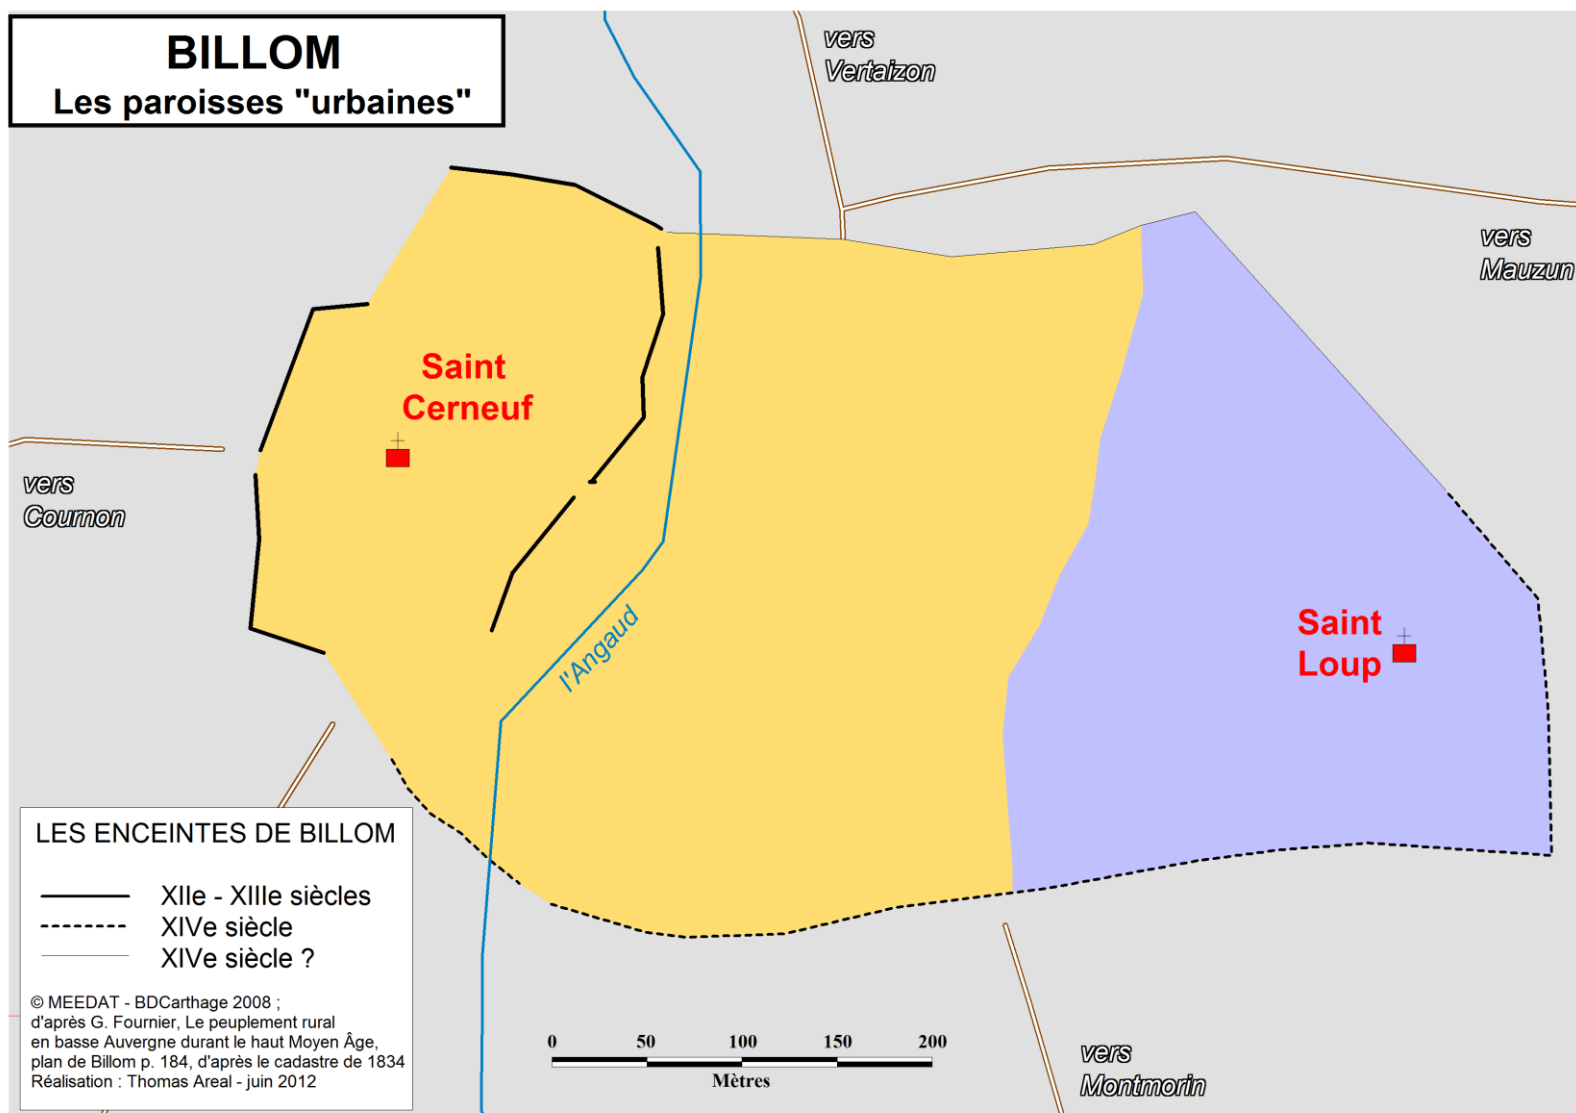 BILLOM
Les paroisses "urbaines"
vers
Vertaizon
vers
Mauzun
Saint
Cerneuf
vers
Cournon
l'Angaud
Saint
Loup
LES ENCEINTES DE BILLOM
XIIe - XIIIe siècles
XIVe siècle
XIVe siècle ?
© MEEDAT - BDCarthage 2008 ;
d'après G. Fournier, Le peuplement rural
en basse Auvergne durant le haut Moyen Âge,
plan de Billom p. 184, d'après le cadastre de 1834
Réalisation : Thomas Areal - juin 2012
0 50 100 150 200
Mètres
vers
Montmorin